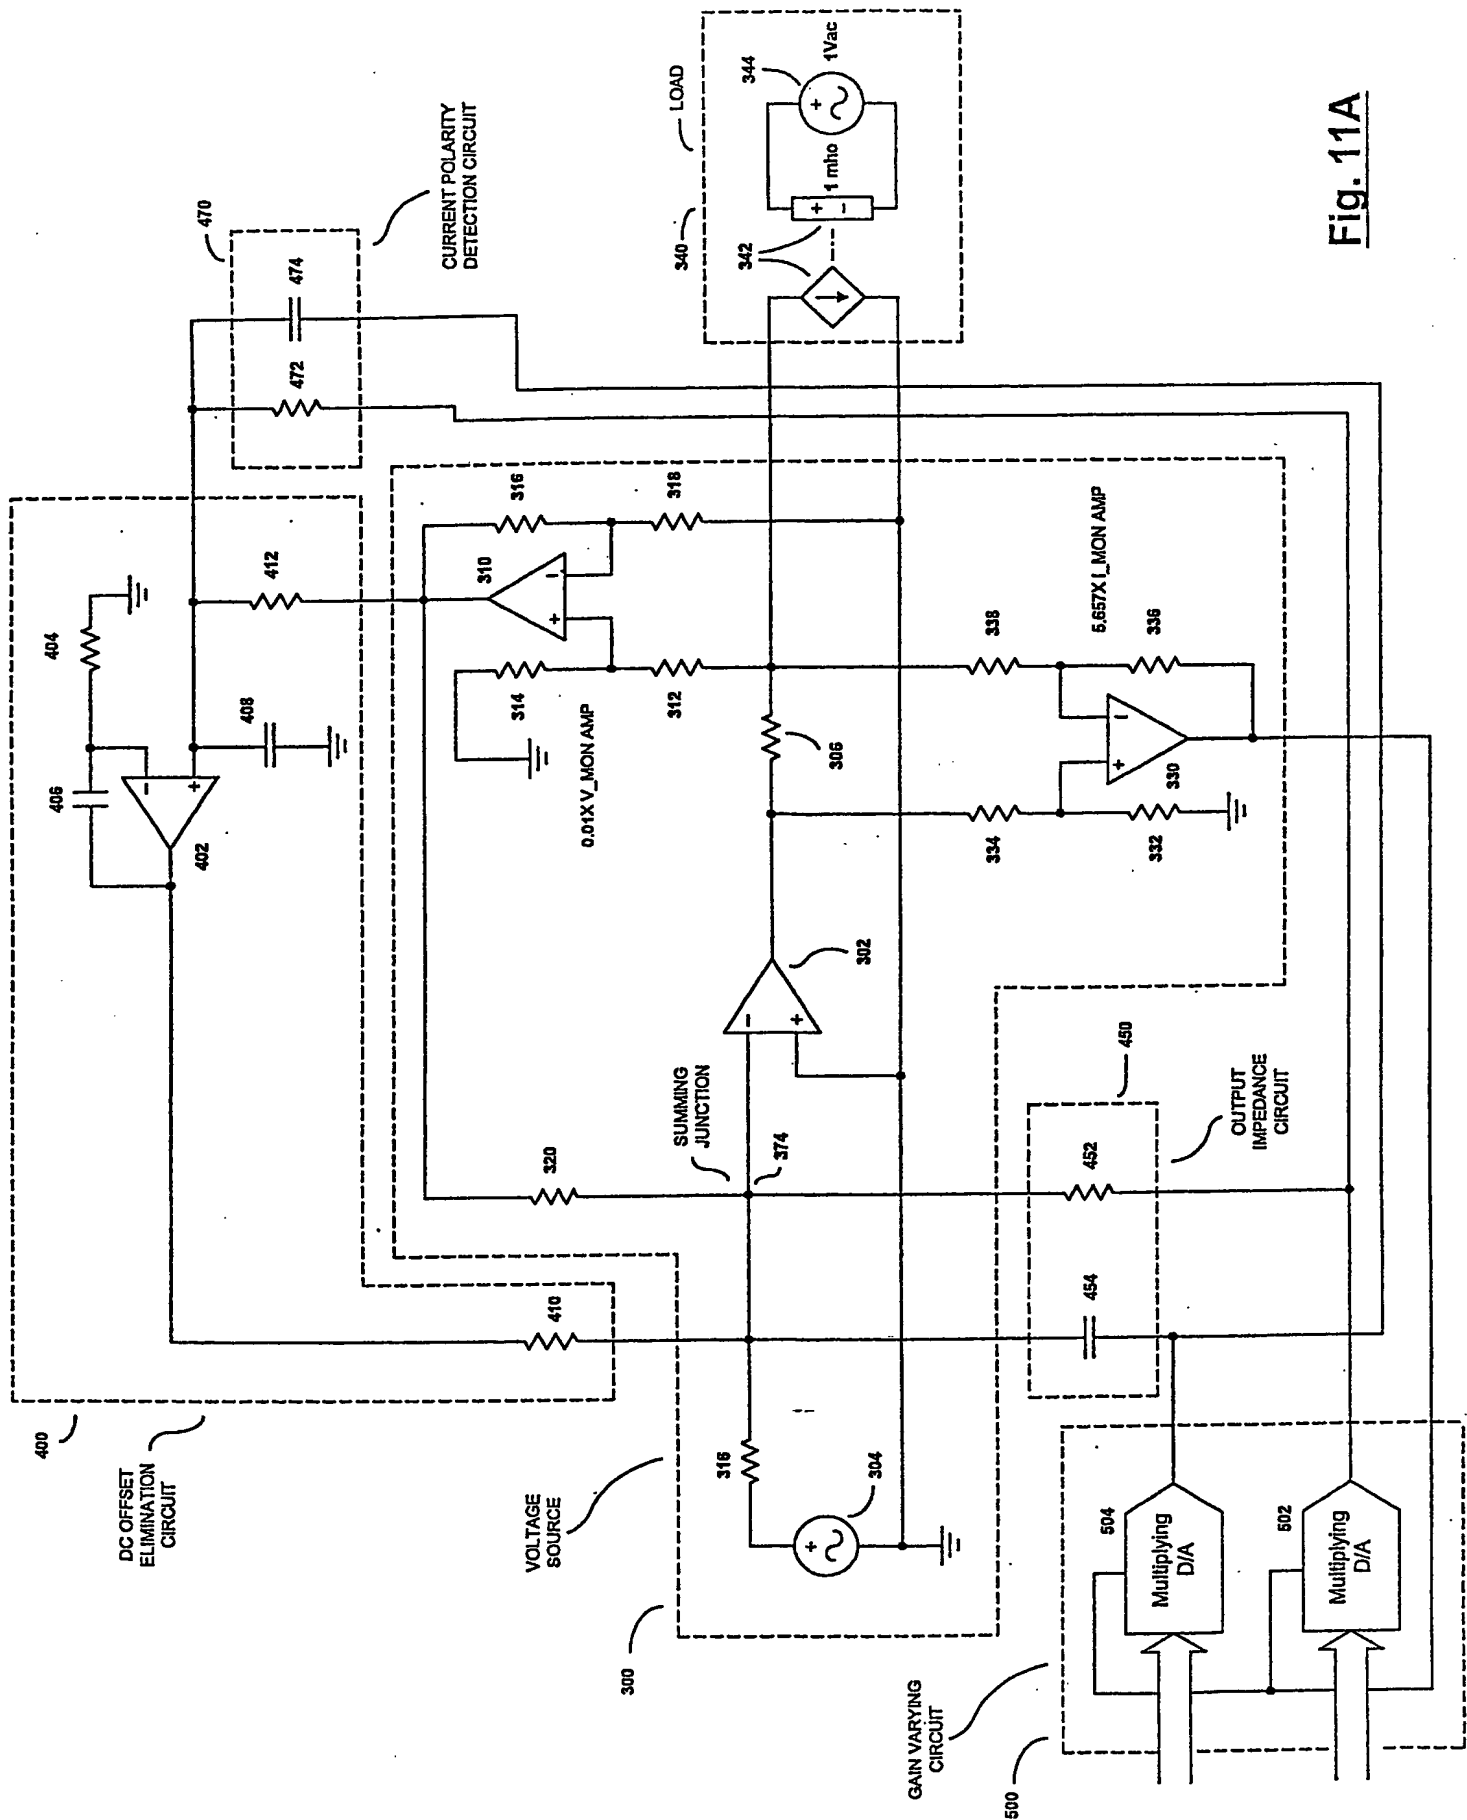 400
DC OFFSET
ELIMINATION
CIRCUIT
404
406
408
402
412
410
470
472
474
CURRENT POLARITY
DETECTION CIRCUIT
VOLTAGE
SOURCE
300
316
304
SUMMING
JUNCTION
374
320
302
310
+
−
314
312
316
318
0.01X V_MON AMP
306
334
332
330
338
336
5.657X I_MON AMP
340
LOAD
342
1 mho
344
1Vac
450
452
454
OUTPUT
IMPEDANCE
CIRCUIT
GAIN VARYING
CIRCUIT
500
504
Multiplying
D/A
502
Multiplying
D/A
Fig. 11A